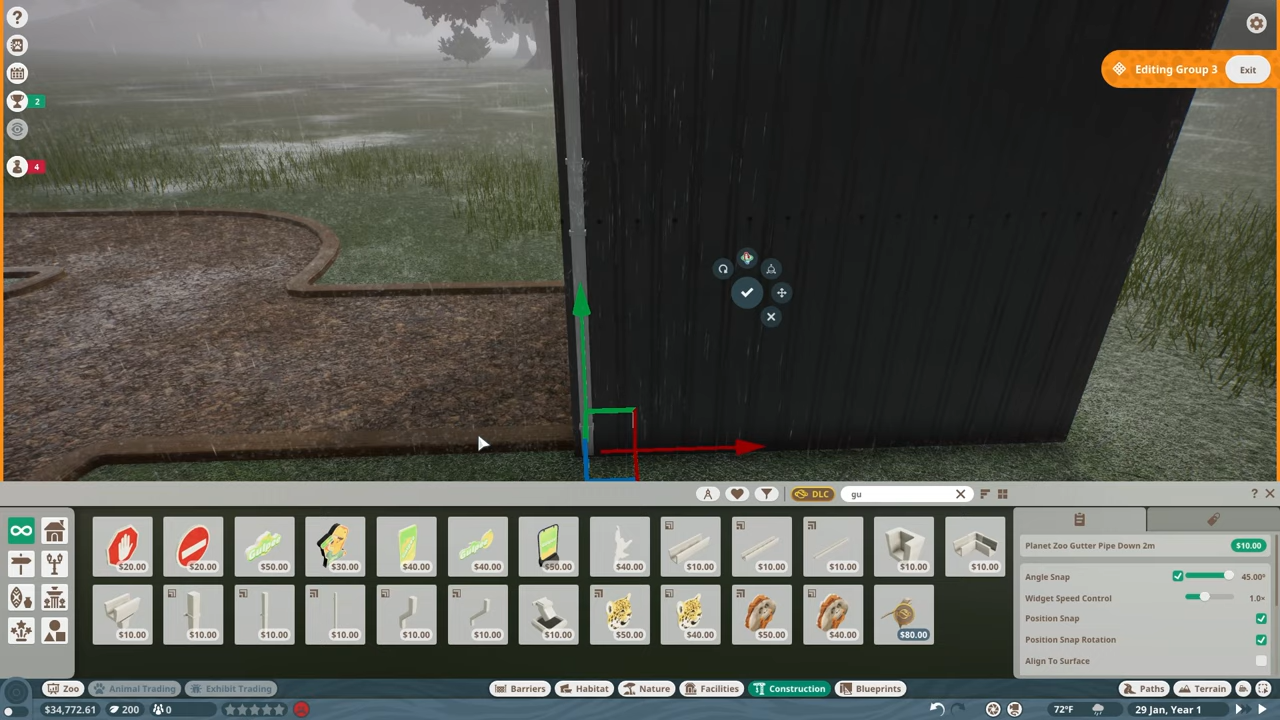 ?
2
4
Editing Group 3
Exit
DLC
gu
?
$20.00
$20.00
$50.00
$30.00
$40.00
$40.00
$50.00
$40.00
$10.00
$10.00
$10.00
$10.00
$10.00
$10.00
$10.00
$10.00
$10.00
$10.00
$10.00
$10.00
$50.00
$40.00
$50.00
$40.00
$80.00
Planet Zoo Gutter Pipe Down 2m
$10.00
Angle Snap
45.00°
Widget Speed Control
1.0×
Position Snap
Position Snap Rotation
Align To Surface
Zoo
Animal Trading
Exhibit Trading
Barriers
Habitat
Nature
Facilities
Construction
Blueprints
Paths
Terrain
$34,772.61
200
0
72°F
29 Jan, Year 1